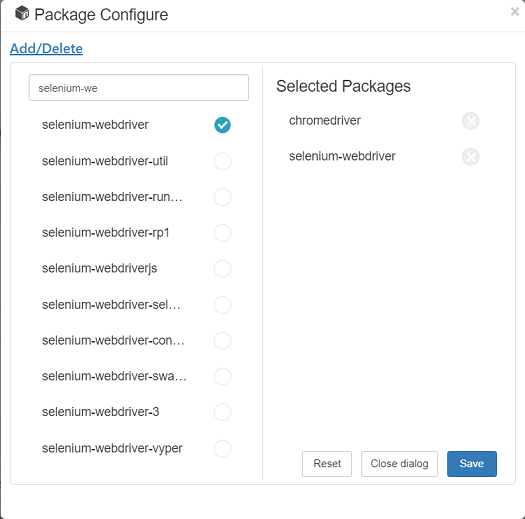 Package Configure
×
Add/Delete
selenium-we
selenium-webdriver
selenium-webdriver-util
selenium-webdriver-run…
selenium-webdriver-rp1
selenium-webdriverjs
selenium-webdriver-sel…
selenium-webdriver-con…
selenium-webdriver-swa…
selenium-webdriver-3
selenium-webdriver-vyper
Selected Packages
chromedriver
selenium-webdriver
Reset
Close dialog
Save